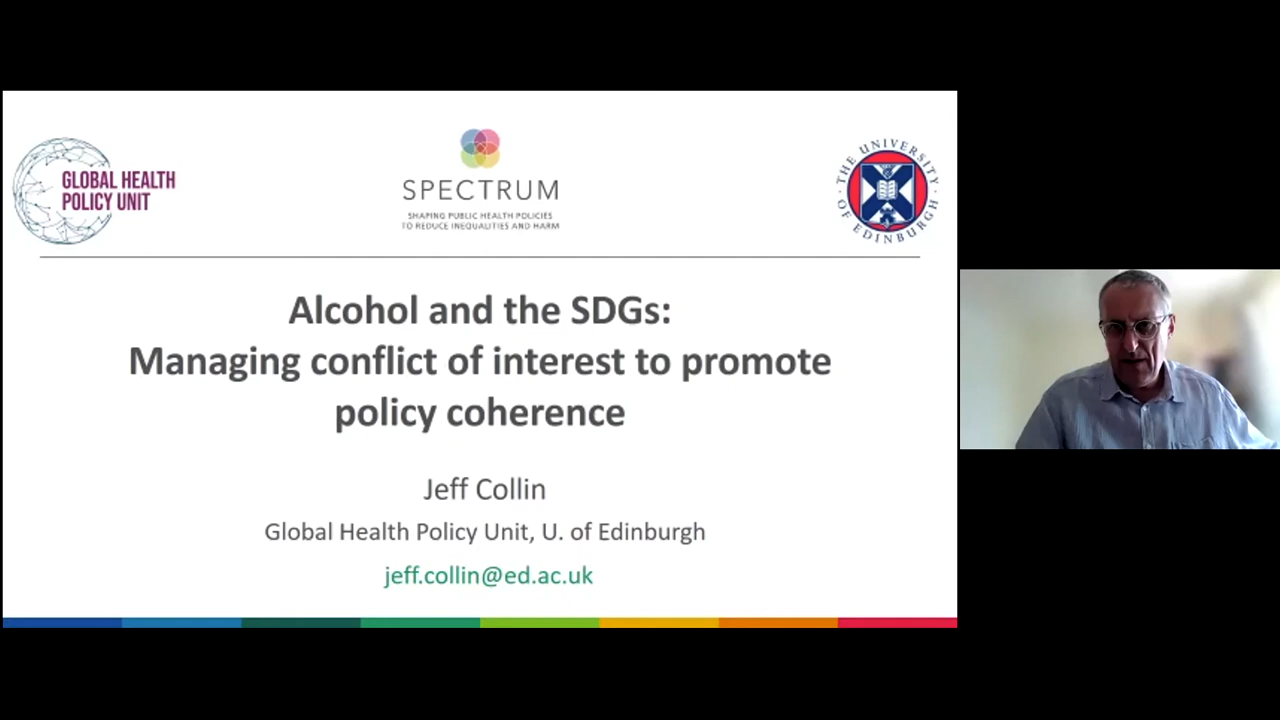 GLOBAL HEALTH
POLICY UNIT
SPECTRUM
SHAPING PUBLIC HEALTH POLICIES
TO REDUCE INEQUALITIES AND HARM
THE UNIVERSITY
OF EDINBURGH
Alcohol and the SDGs:
Managing conflict of interest to promote
policy coherence
Jeff Collin
Global Health Policy Unit, U. of Edinburgh
jeff.collin@ed.ac.uk